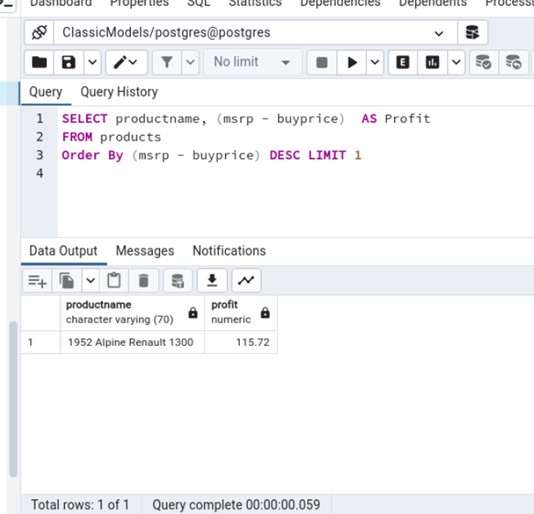 Dashboard Properties SQL Statistics Dependencies Dependents
ClassicModels/postgres@postgres
No limit
E
Query Query History
1 SELECT productname, (msrp - buyprice) AS Profit
2 FROM products
3 Order By (msrp - buyprice) DESC LIMIT 1
4
Data Output Messages Notifications
productname profit
character varying (70) numeric
1 1952 Alpine Renault 1300 115.72
Total rows: 1 of 1 Query complete 00:00:00.059